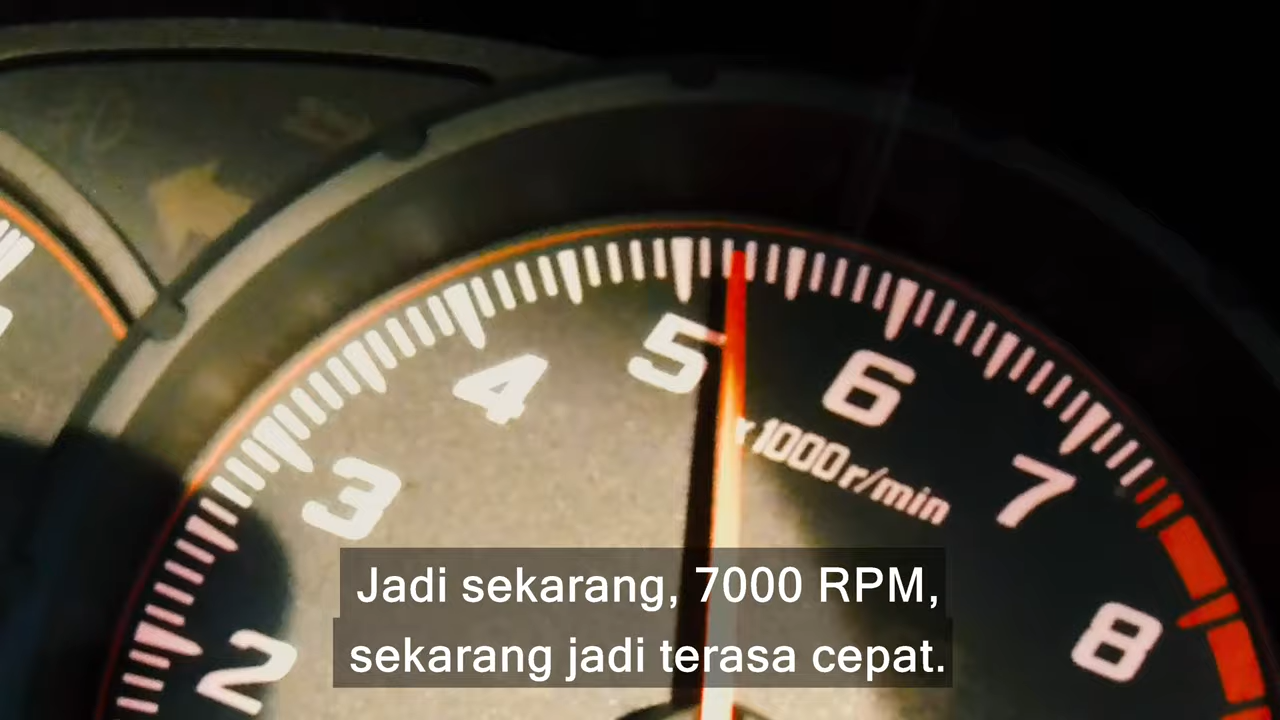 5
4
6
x1000r/min
3
7
2
8
Jadi sekarang, 7000 RPM,
sekarang jadi terasa cepat.